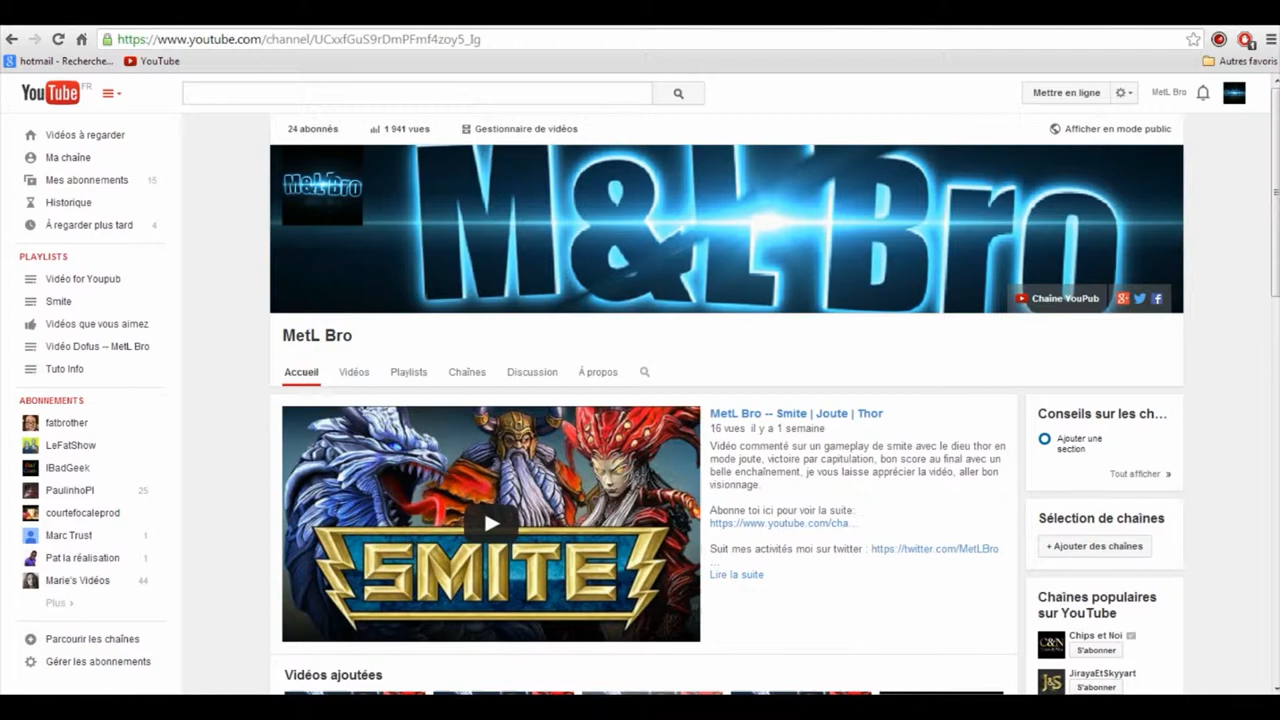 https://www.youtube.com/channel/UCxxfGuS9rDmPFmf4zoy5_Ig
hotmail - Recherche...
YouTube
Autres favoris
YouTube FR
Mettre en ligne
MetL Bro
1
Vidéos à regarder
Ma chaîne
Mes abonnements 15
Historique
À regarder plus tard 4
PLAYLISTS
Vidéo for Youpub
Smite
Vidéos que vous aimez
Vidéo Dofus -- MetL Bro
Tuto Info
ABONNEMENTS
fatbrother
LeFatShow
IBadGeek
PaulinhoPI 25
courtefocaleprod
Marc Trust 1
Pat la réalisation 1
Marie's Vidéos 44
Plus ›
Parcourir les chaînes
Gérer les abonnements
24 abonnés
1 941 vues
Gestionnaire de vidéos
Afficher en mode public
M&L Bro
M&L Bro
Chaîne YouPub
MetL Bro
Accueil
Vidéos
Playlists
Chaînes
Discussion
À propos
SMITE
MetL Bro -- Smite | Joute | Thor
16 vues il y a 1 semaine
Vidéo commenté sur un gameplay de smite avec le dieu thor en
mode joute, victoire par capitulation, bon score au final avec un
belle enchaînement, je vous laisse apprécier la vidéo, aller bon
visionnage.
Abonne toi ici pour voir la suite:
https://www.youtube.com/cha...
Suit mes activités moi sur twitter : https://twitter.com/MetLBro
...
Lire la suite
Vidéos ajoutées
Conseils sur les ch...
Ajouter une
section
Tout afficher »
Sélection de chaînes
+ Ajouter des chaînes
Chaînes populaires
sur YouTube
C&N
Chips et Noi
S'abonner
J&S
JirayaEtSkyyart
S'abonner